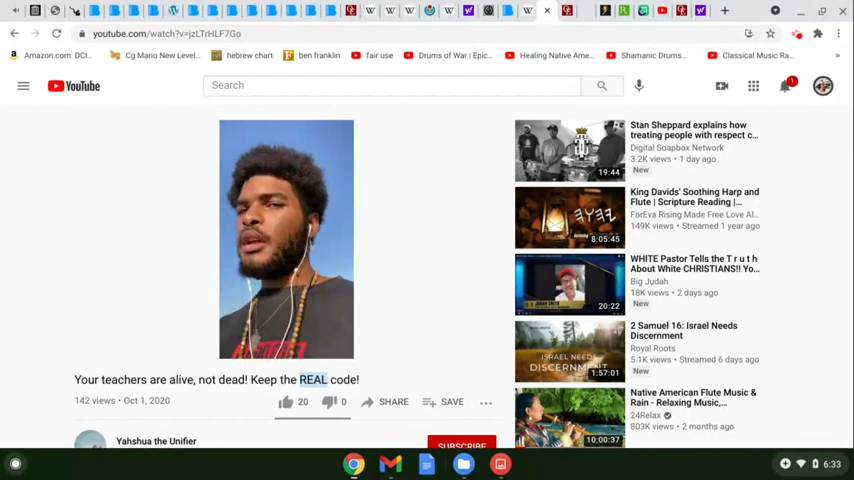 youtube.com/watch?v=jzLTrHLF7Go
Amazon.com: DCI...
Cg Mario New Level...
hebrew chart
ben franklin
fair use
Drums of War | Epic...
Healing Native Ame...
Shamanic Drums...
Classical Music Ra...
»
YouTube
Search
1
Your teachers are alive, not dead! Keep the REAL code!
142 views • Oct 1, 2020
20
0
SHARE
SAVE
Yahshua the Unifier
SUBSCRIBE
19:44
Stan Sheppard explains how
treating people with respect c...
Digital Soapbox Network
3.2K views • 1 day ago
New
8:05:45
King Davids' Soothing Harp and
Flute | Scripture Reading |...
ForEva Rising Made Free Love Al...
149K views • Streamed 1 year ago
20:22
WHITE Pastor Tells the T r u t h
About White CHRISTIANS!! Yo...
Big Judah
18K views • 2 days ago
New
ISRAEL NEEDS
DISCERNMENT
1:57:01
2 Samuel 16: Israel Needs
Discernment
Royal Roots
5.1K views • Streamed 6 days ago
10:00:37
Native American Flute Music &
Rain - Relaxing Music,...
24Relax
803K views • 2 months ago
New
6:33